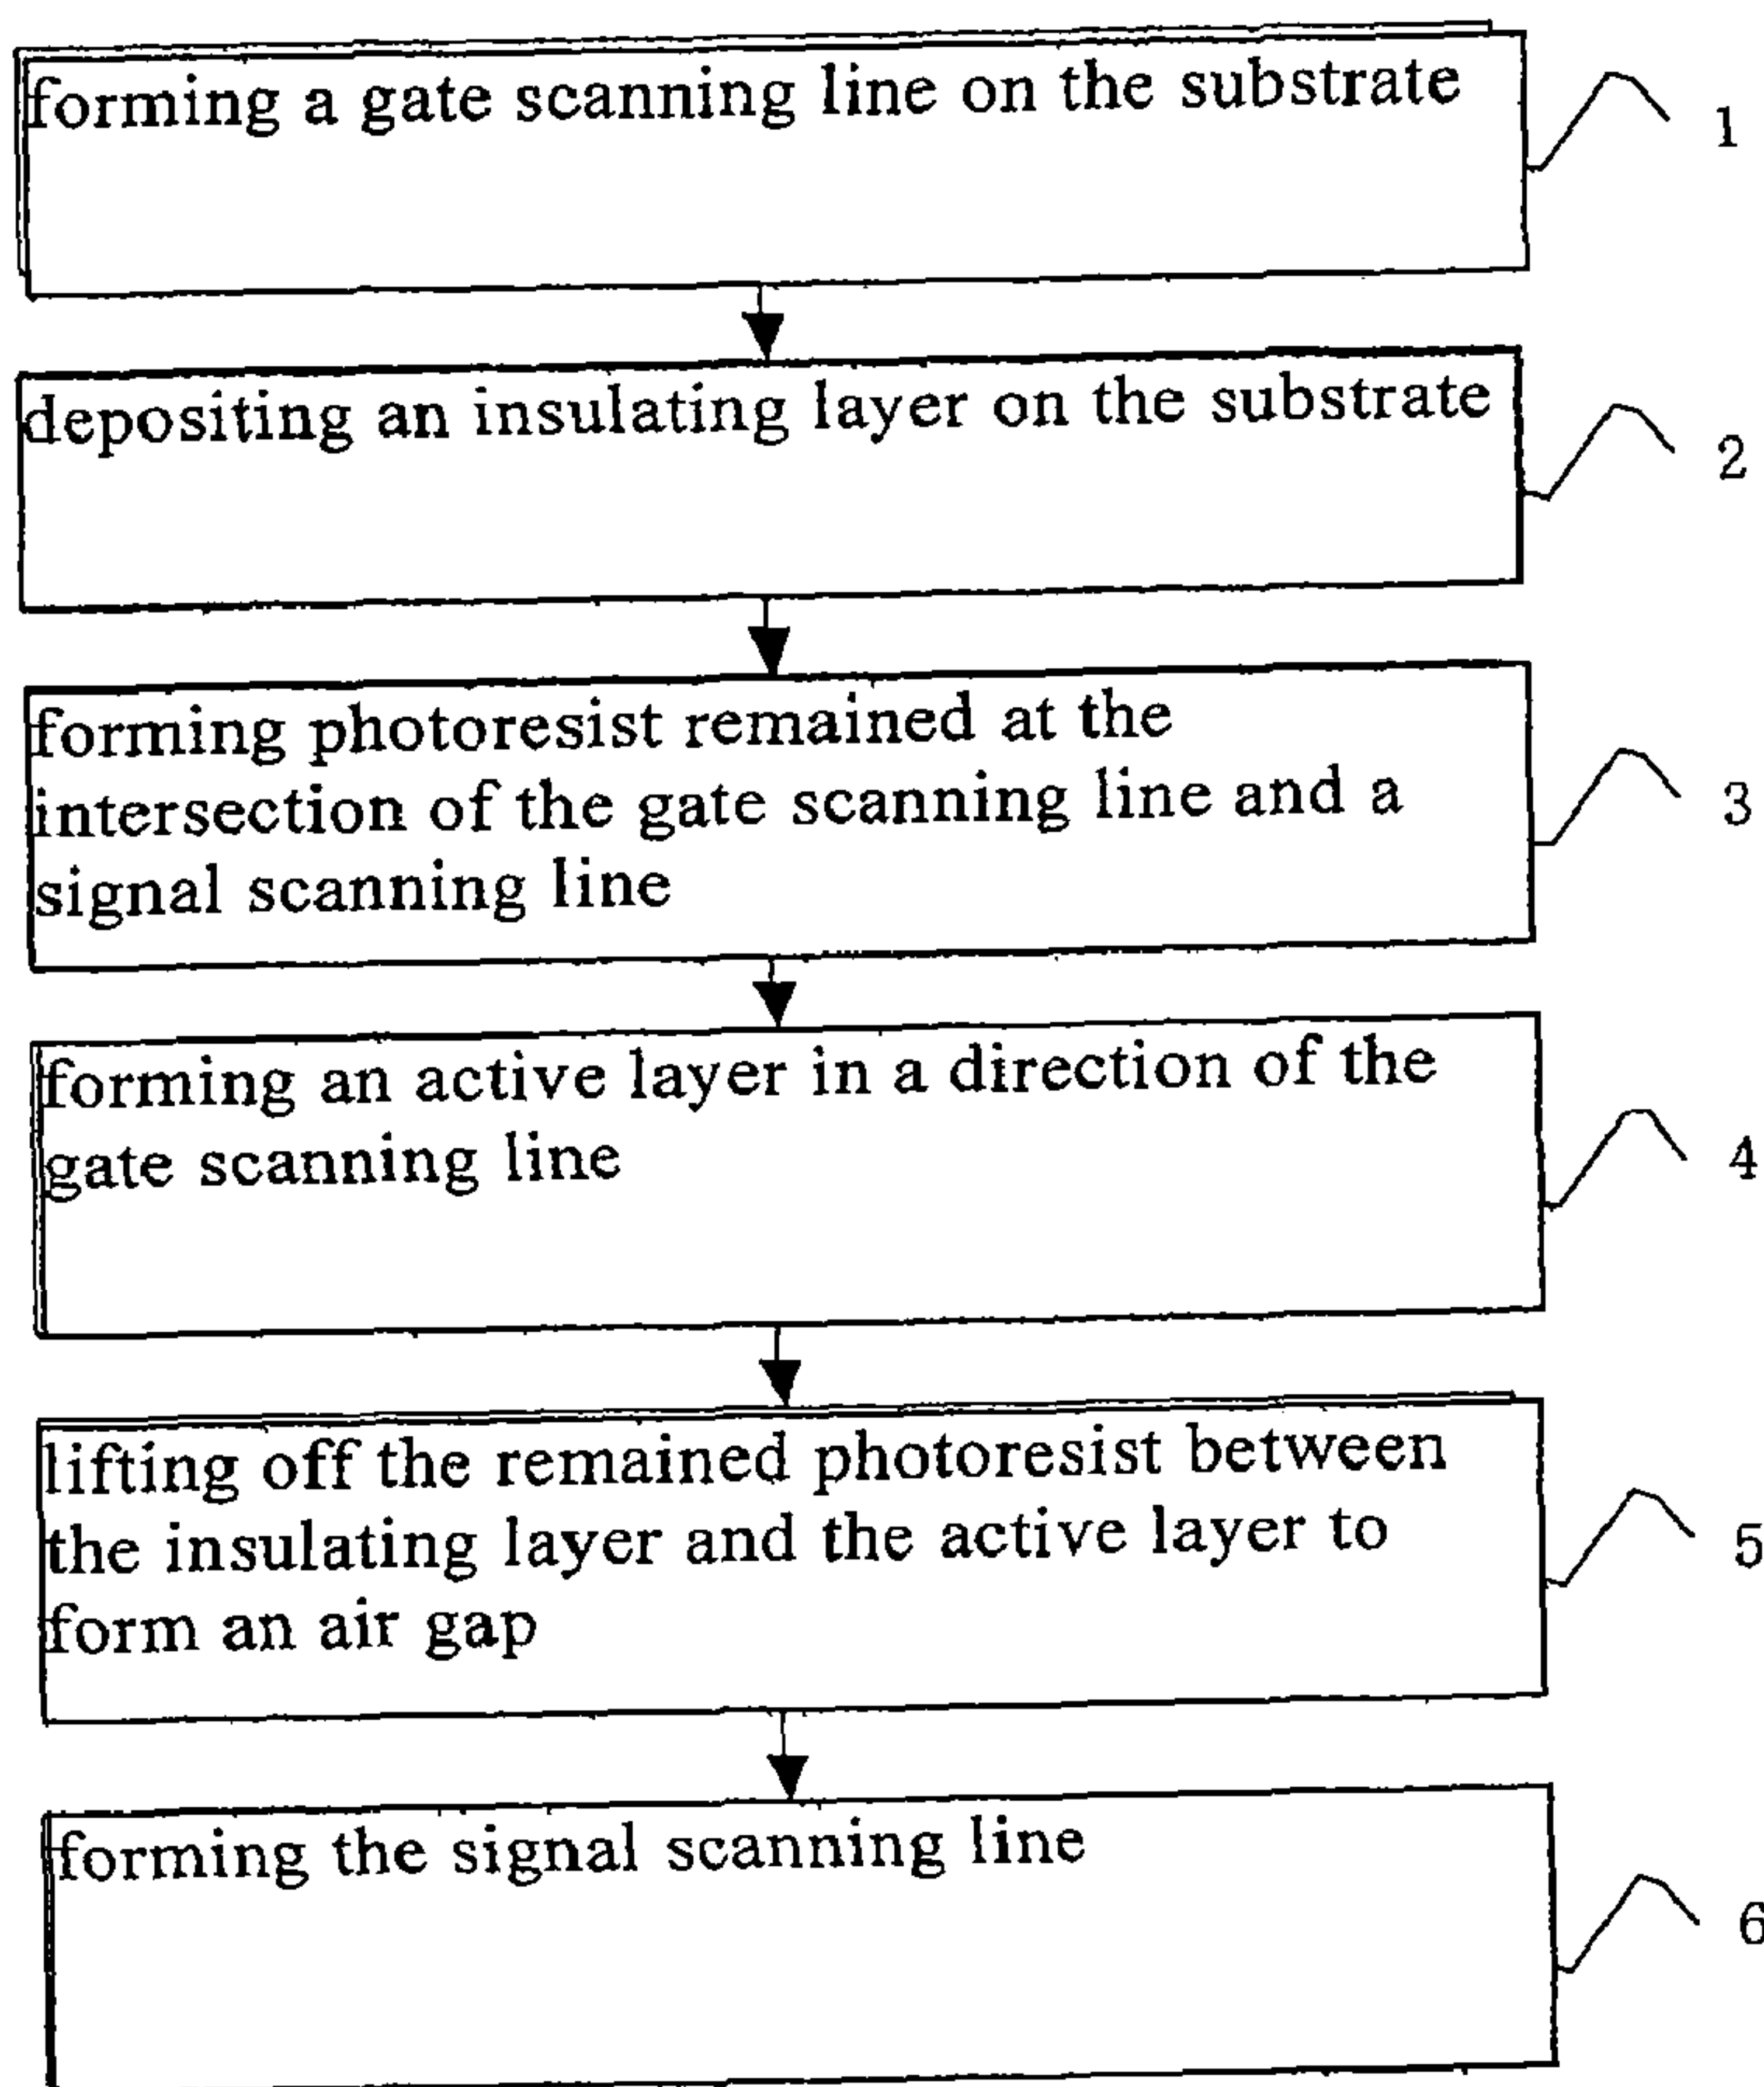 forming a gate scanning line on the substrate
1
depositing an insulating layer on the substrate
2
forming photoresist remained at the
intersection of the gate scanning line and a
signal scanning line
3
forming an active layer in a direction of the
gate scanning line
4
lifting off the remained photoresist between
the insulating layer and the active layer to
form an air gap
5
forming the signal scanning line
6